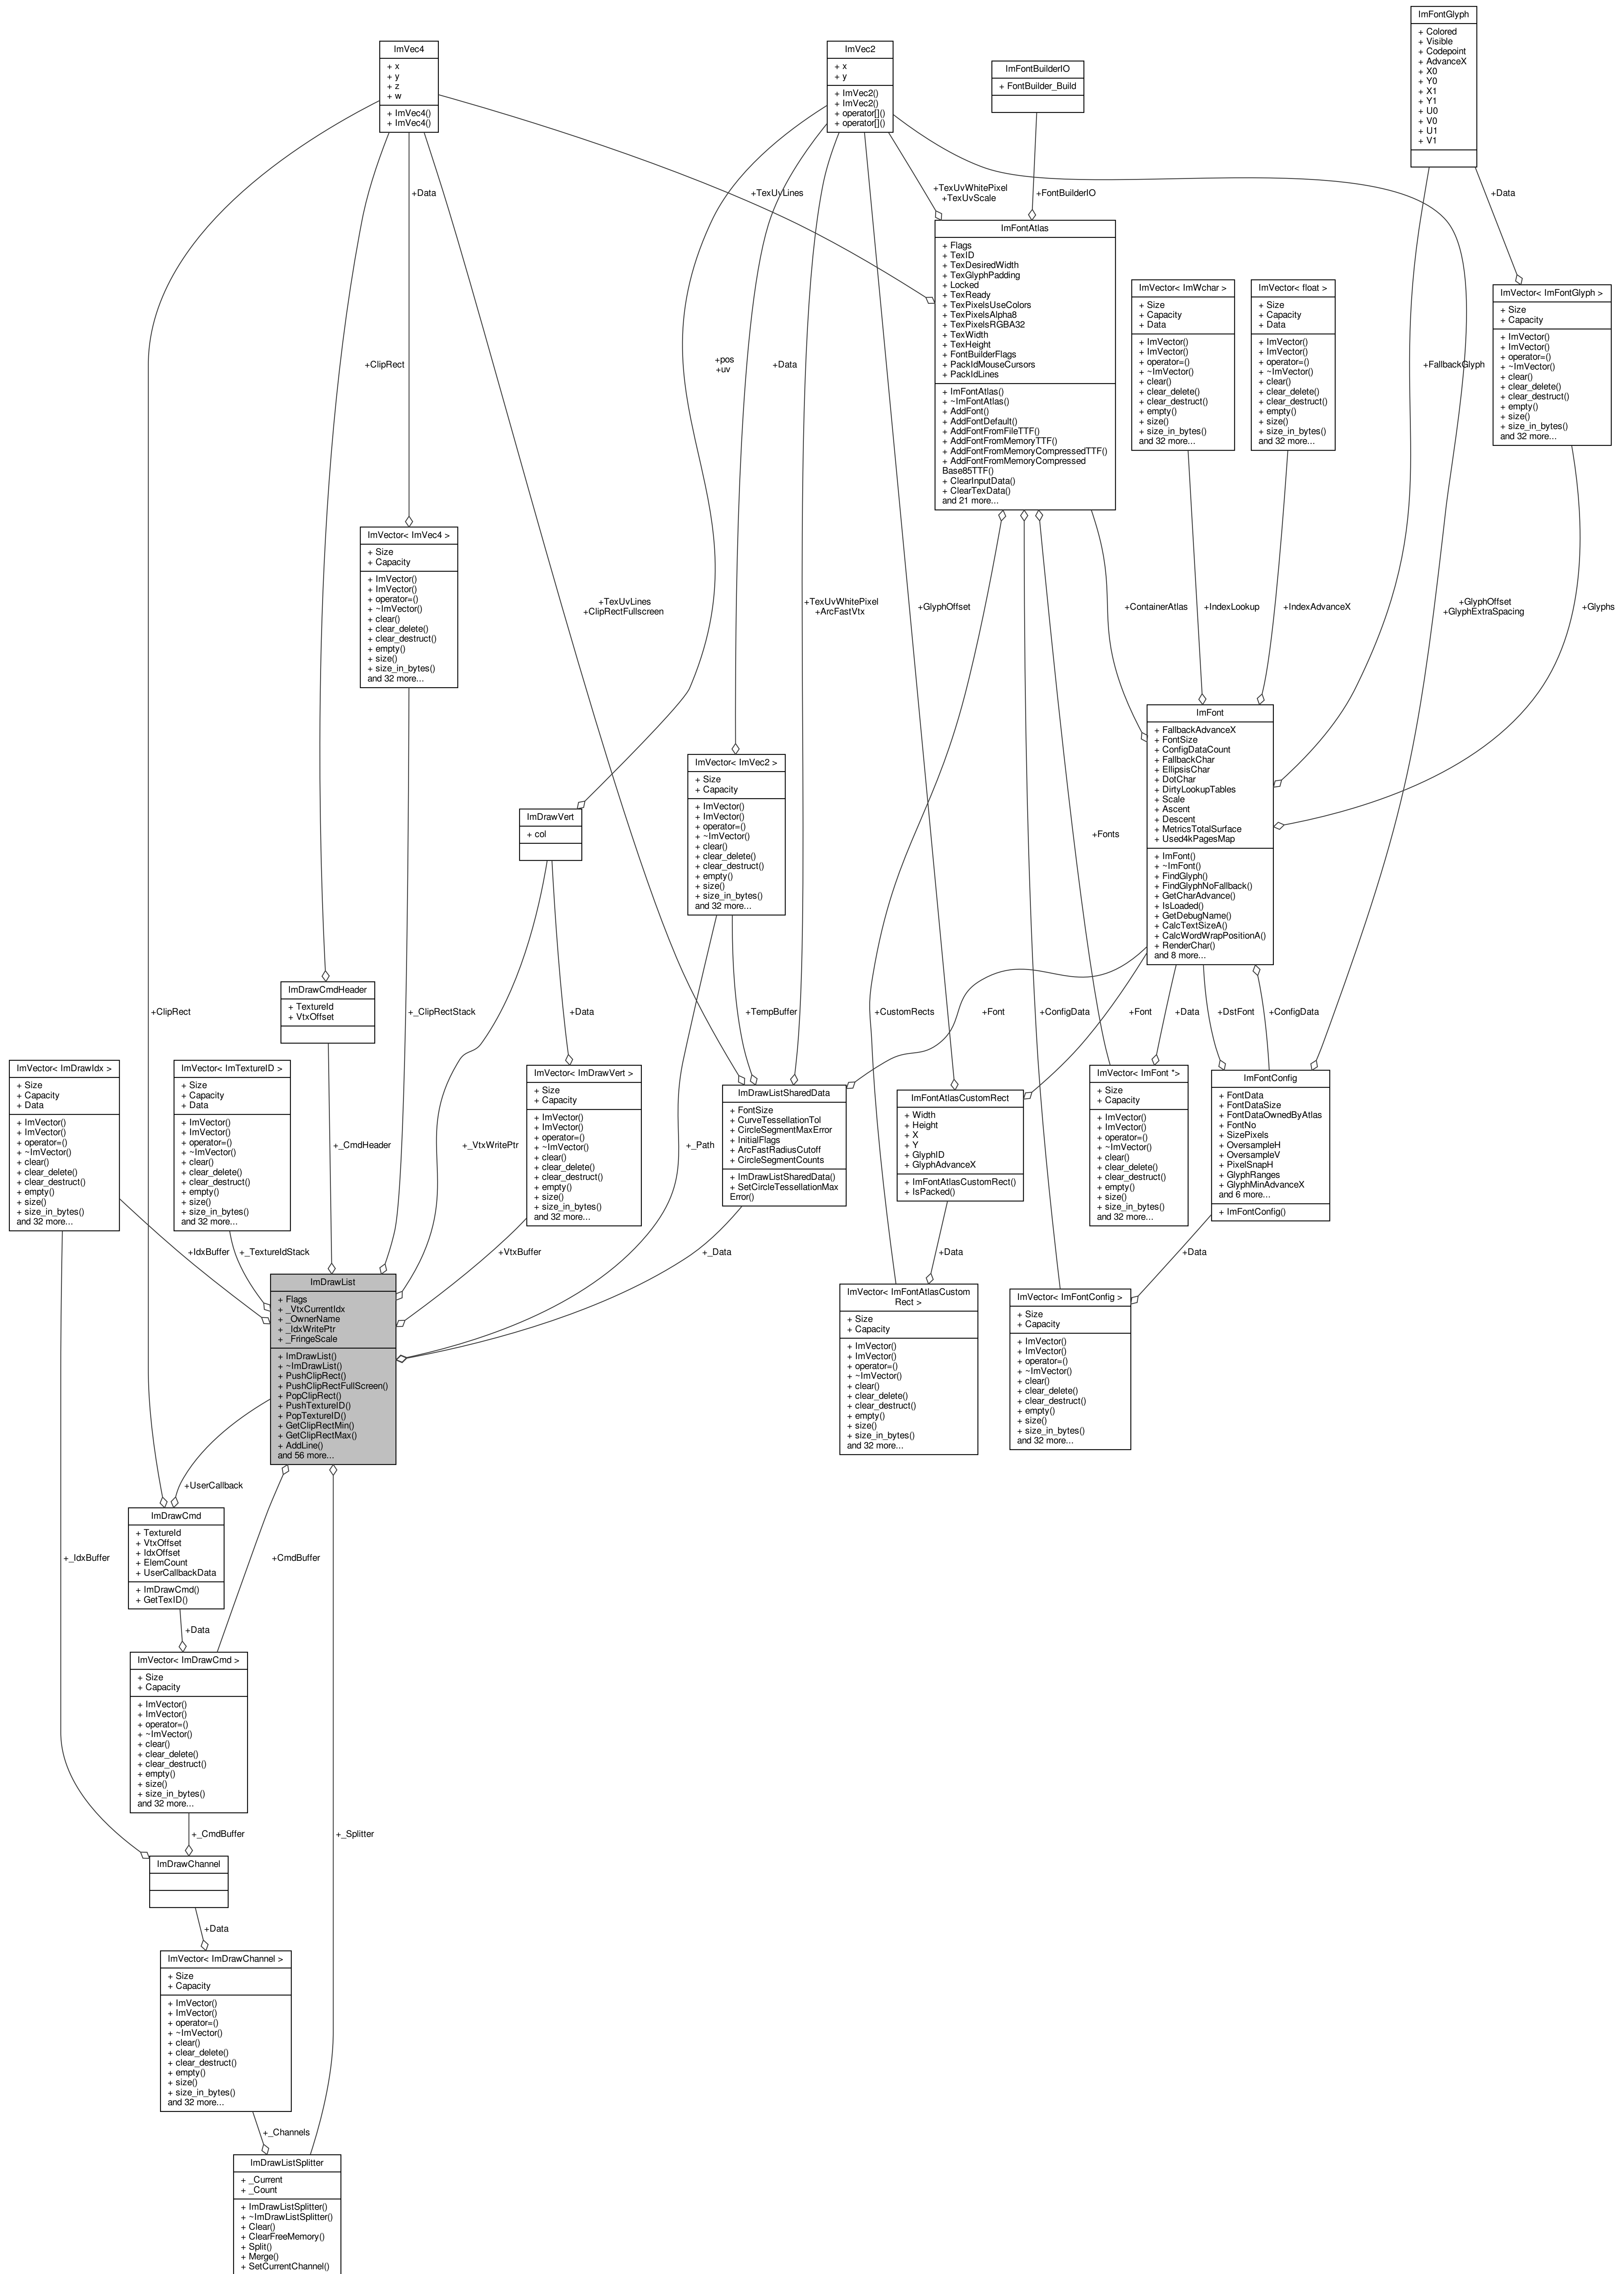 ImFontGlyph
+ Colored
+ Visible
+ Codepoint
+ AdvanceX
+ X0
+ Y0
+ X1
+ Y1
+ U0
+ V0
+ U1
+ V1
ImVec4
+ x
+ y
+ z
+ w
+ ImVec4()
+ ImVec4()
ImVec2
+ x
+ y
+ ImVec2()
+ ImVec2()
+ operator[]()
+ operator[]()
ImFontBuilderIO
+ FontBuilder_Build
+Data
+TexUvLines
+TexUvWhitePixel
+TexUvScale
+FontBuilderIO
+Data
ImFontAtlas
+ Flags
+ TexID
+ TexDesiredWidth
+ TexGlyphPadding
+ Locked
+ TexReady
+ TexPixelsUseColors
+ TexPixelsAlpha8
+ TexPixelsRGBA32
+ TexWidth
+ TexHeight
+ FontBuilderFlags
+ PackIdMouseCursors
+ PackIdLines
+ ImFontAtlas()
+ ~ImFontAtlas()
+ AddFont()
+ AddFontDefault()
+ AddFontFromFileTTF()
+ AddFontFromMemoryTTF()
+ AddFontFromMemoryCompressedTTF()
+ AddFontFromMemoryCompressed
Base85TTF()
+ ClearInputData()
+ ClearTexData()
and 21 more...
ImVector< ImWchar >
+ Size
+ Capacity
+ Data
+ ImVector()
+ ImVector()
+ operator=()
+ ~ImVector()
+ clear()
+ clear_delete()
+ clear_destruct()
+ empty()
+ size()
+ size_in_bytes()
and 32 more...
ImVector< float >
+ Size
+ Capacity
+ Data
+ ImVector()
+ ImVector()
+ operator=()
+ ~ImVector()
+ clear()
+ clear_delete()
+ clear_destruct()
+ empty()
+ size()
+ size_in_bytes()
and 32 more...
ImVector< ImFontGlyph >
+ Size
+ Capacity
+ ImVector()
+ ImVector()
+ operator=()
+ ~ImVector()
+ clear()
+ clear_delete()
+ clear_destruct()
+ empty()
+ size()
+ size_in_bytes()
and 32 more...
+ClipRect
+pos
+uv
+Data
+FallbackGlyph
ImVector< ImVec4 >
+ Size
+ Capacity
+ ImVector()
+ ImVector()
+ operator=()
+ ~ImVector()
+ clear()
+ clear_delete()
+ clear_destruct()
+ empty()
+ size()
+ size_in_bytes()
and 32 more...
+TexUvLines
+ClipRectFullscreen
+TexUvWhitePixel
+ArcFastVtx
+GlyphOffset
+ContainerAtlas
+IndexLookup
+IndexAdvanceX
+GlyphOffset
+GlyphExtraSpacing
+Glyphs
ImFont
+ FallbackAdvanceX
+ FontSize
+ ConfigDataCount
+ FallbackChar
+ EllipsisChar
+ DotChar
+ DirtyLookupTables
+ Scale
+ Ascent
+ Descent
+ MetricsTotalSurface
+ Used4kPagesMap
+ ImFont()
+ ~ImFont()
+ FindGlyph()
+ FindGlyphNoFallback()
+ GetCharAdvance()
+ IsLoaded()
+ GetDebugName()
+ CalcTextSizeA()
+ CalcWordWrapPositionA()
+ RenderChar()
and 8 more...
ImVector< ImVec2 >
+ Size
+ Capacity
+ ImVector()
+ ImVector()
+ operator=()
+ ~ImVector()
+ clear()
+ clear_delete()
+ clear_destruct()
+ empty()
+ size()
+ size_in_bytes()
and 32 more...
ImDrawVert
+ col
+Fonts
ImDrawCmdHeader
+ TextureId
+ VtxOffset
+ClipRect
+_ClipRectStack
+Data
+TempBuffer
+CustomRects
+Font
+ConfigData
+Font
+Data
+DstFont
+ConfigData
ImVector< ImDrawIdx >
+ Size
+ Capacity
+ Data
+ ImVector()
+ ImVector()
+ operator=()
+ ~ImVector()
+ clear()
+ clear_delete()
+ clear_destruct()
+ empty()
+ size()
+ size_in_bytes()
and 32 more...
ImVector< ImTextureID >
+ Size
+ Capacity
+ Data
+ ImVector()
+ ImVector()
+ operator=()
+ ~ImVector()
+ clear()
+ clear_delete()
+ clear_destruct()
+ empty()
+ size()
+ size_in_bytes()
and 32 more...
+_CmdHeader
+_VtxWritePtr
ImVector< ImDrawVert >
+ Size
+ Capacity
+ ImVector()
+ ImVector()
+ operator=()
+ ~ImVector()
+ clear()
+ clear_delete()
+ clear_destruct()
+ empty()
+ size()
+ size_in_bytes()
and 32 more...
+_Path
ImDrawListSharedData
+ FontSize
+ CurveTessellationTol
+ CircleSegmentMaxError
+ InitialFlags
+ ArcFastRadiusCutoff
+ CircleSegmentCounts
+ ImDrawListSharedData()
+ SetCircleTessellationMax
Error()
ImFontAtlasCustomRect
+ Width
+ Height
+ X
+ Y
+ GlyphID
+ GlyphAdvanceX
+ ImFontAtlasCustomRect()
+ IsPacked()
ImVector< ImFont *>
+ Size
+ Capacity
+ ImVector()
+ ImVector()
+ operator=()
+ ~ImVector()
+ clear()
+ clear_delete()
+ clear_destruct()
+ empty()
+ size()
+ size_in_bytes()
and 32 more...
ImFontConfig
+ FontData
+ FontDataSize
+ FontDataOwnedByAtlas
+ FontNo
+ SizePixels
+ OversampleH
+ OversampleV
+ PixelSnapH
+ GlyphRanges
+ GlyphMinAdvanceX
and 6 more...
+ ImFontConfig()
+IdxBuffer
+_TextureIdStack
+VtxBuffer
+_Data
+Data
+Data
ImDrawList
+ Flags
+ _VtxCurrentIdx
+ _OwnerName
+ _IdxWritePtr
+ _FringeScale
+ ImDrawList()
+ ~ImDrawList()
+ PushClipRect()
+ PushClipRectFullScreen()
+ PopClipRect()
+ PushTextureID()
+ PopTextureID()
+ GetClipRectMin()
+ GetClipRectMax()
+ AddLine()
and 56 more...
ImVector< ImFontAtlasCustom
Rect >
+ Size
+ Capacity
+ ImVector()
+ ImVector()
+ operator=()
+ ~ImVector()
+ clear()
+ clear_delete()
+ clear_destruct()
+ empty()
+ size()
+ size_in_bytes()
and 32 more...
ImVector< ImFontConfig >
+ Size
+ Capacity
+ ImVector()
+ ImVector()
+ operator=()
+ ~ImVector()
+ clear()
+ clear_delete()
+ clear_destruct()
+ empty()
+ size()
+ size_in_bytes()
and 32 more...
+UserCallback
ImDrawCmd
+ TextureId
+ VtxOffset
+ IdxOffset
+ ElemCount
+ UserCallbackData
+ ImDrawCmd()
+ GetTexID()
+_IdxBuffer
+CmdBuffer
+Data
ImVector< ImDrawCmd >
+ Size
+ Capacity
+ ImVector()
+ ImVector()
+ operator=()
+ ~ImVector()
+ clear()
+ clear_delete()
+ clear_destruct()
+ empty()
+ size()
+ size_in_bytes()
and 32 more...
+_CmdBuffer
+_Splitter
ImDrawChannel
+Data
ImVector< ImDrawChannel >
+ Size
+ Capacity
+ ImVector()
+ ImVector()
+ operator=()
+ ~ImVector()
+ clear()
+ clear_delete()
+ clear_destruct()
+ empty()
+ size()
+ size_in_bytes()
and 32 more...
+_Channels
ImDrawListSplitter
+ _Current
+ _Count
+ ImDrawListSplitter()
+ ~ImDrawListSplitter()
+ Clear()
+ ClearFreeMemory()
+ Split()
+ Merge()
+ SetCurrentChannel()